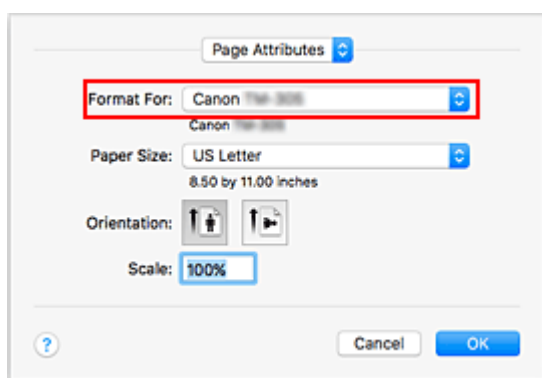 Page Attributes
Format For: Canon
Canon
Paper Size: US Letter
8.50 by 11.00 inches
Orientation:
Scale: 100%
? Cancel OK